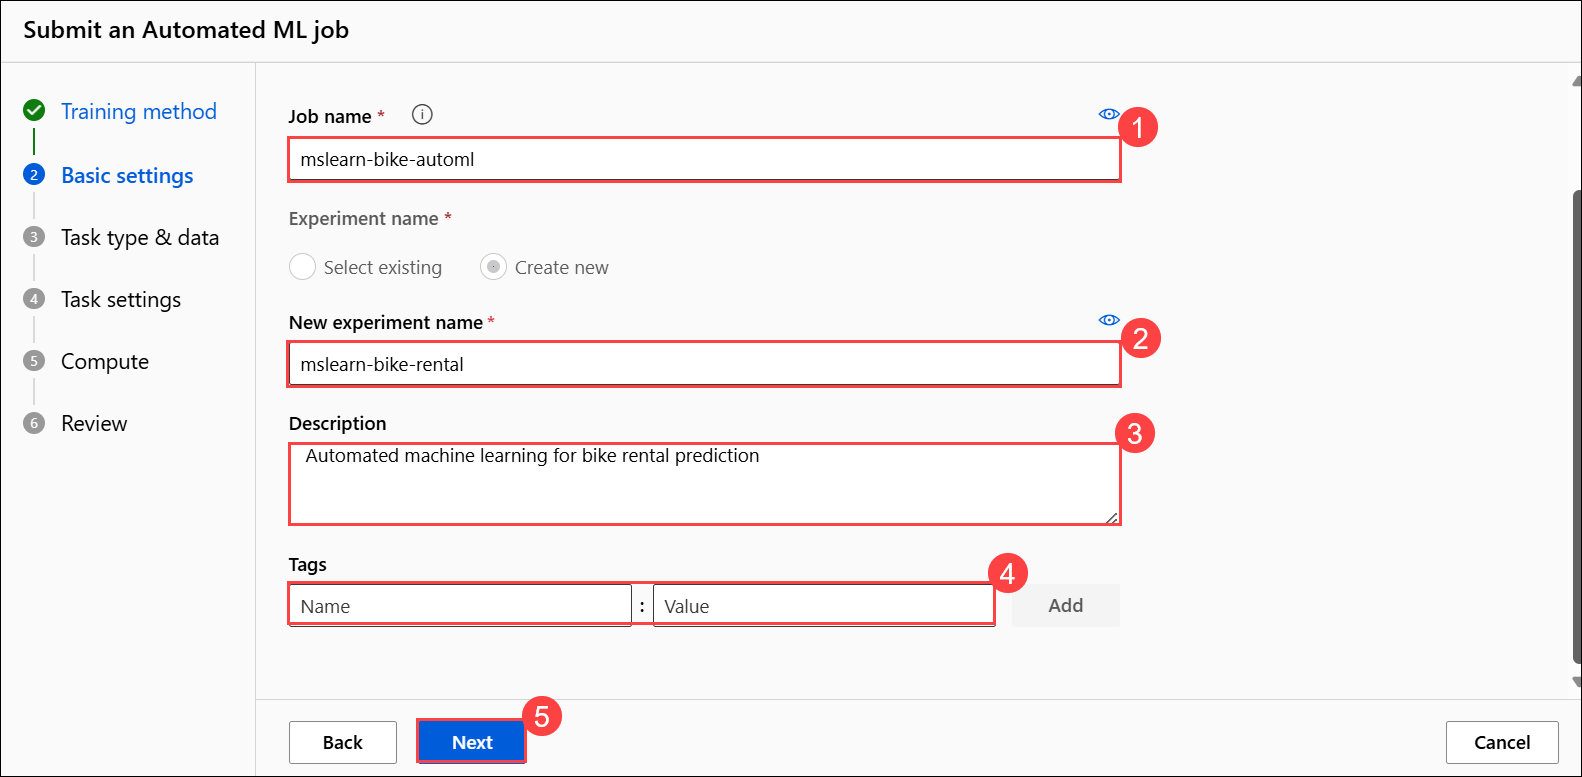 Submit an Automated ML job
Training method
2 Basic settings
3 Task type & data
4 Task settings
5 Compute
6 Review
Job name * i
1
mslearn-bike-automl
Experiment name *
Select existing Create new
New experiment name *
2
mslearn-bike-rental
Description
3
Automated machine learning for bike rental prediction
Tags
4
Name : Value Add
5
Back Next Cancel